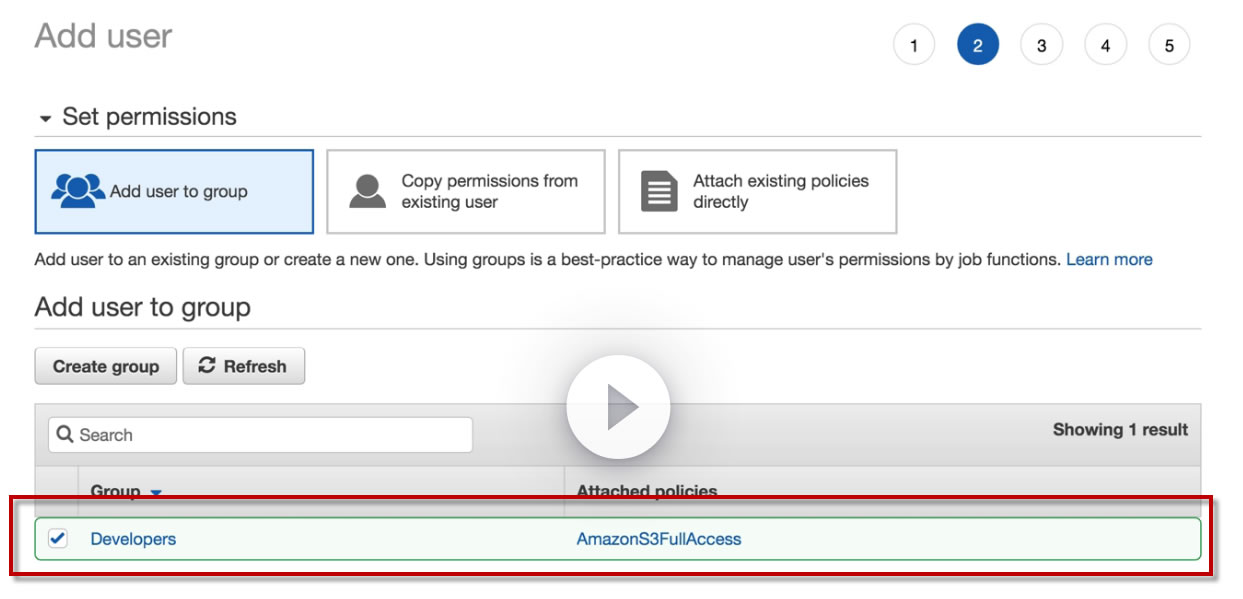 Add user
1 2 3 4 5
Set permissions
Add user to group
Copy permissions from
existing user
Attach existing policies
directly
Add user to an existing group or create a new one. Using groups is a best-practice way to manage user's permissions by job functions. Learn more
Add user to group
Create group Refresh
Search
Showing 1 result
Group Attached policies
Developers AmazonS3FullAccess